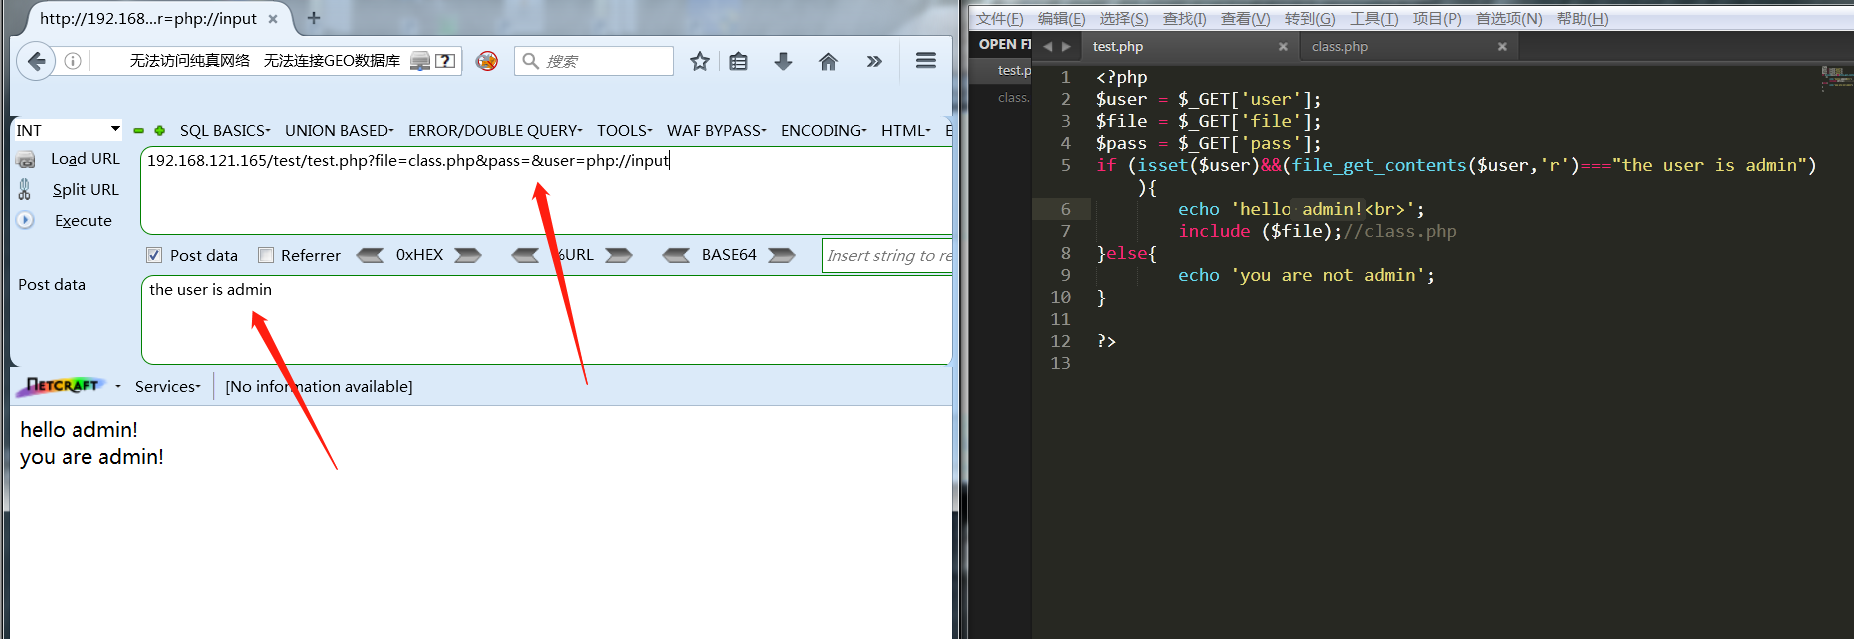 http://192.168...r=php://input
无法访问纯真网络 无法连接GEO数据库
搜索
INT
SQL BASICS
UNION BASED
ERROR/DOUBLE QUERY
TOOLS
WAF BYPASS
ENCODING
HTML
E
Load URL
Split URL
Execute
192.168.121.165/test/test.php?file=class.php&pass=&user=php://input
Post data
Referrer
0xHEX
%URL
BASE64
Insert string to re
Post data
the user is admin
NETCRAFT
Services
[No information available]
hello admin!
you are admin!
文件(F) 编辑(E) 选择(S) 查找(I) 查看(V) 转到(G) 工具(T) 项目(P) 首选项(N) 帮助(H)
OPEN FI
test.p
class.
test.php
class.php
1 <?php
2 $user = $_GET['user'];
3 $file = $_GET['file'];
4 $pass = $_GET['pass'];
5 if (isset($user)&&(file_get_contents($user,'r')==="the user is admin")
){
6 echo 'hello admin!<br>';
7 include ($file);//class.php
8 }else{
9 echo 'you are not admin';
10 }
11
12 ?>
13